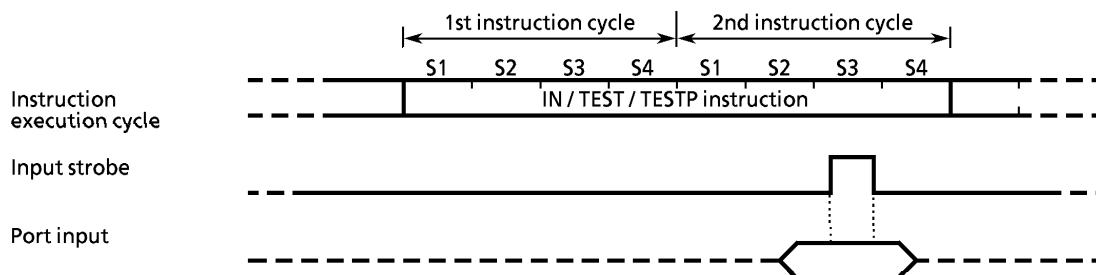 1st instruction cycle 2nd instruction cycle
S1 S2 S3 S4 S1 S2 S3 S4
Instruction
execution cycle
IN / TEST / TESTP instruction
Input strobe
Port input